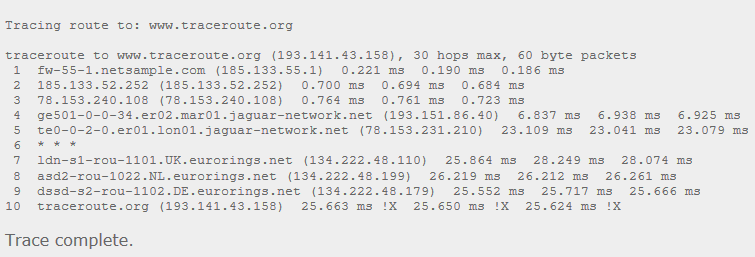 Tracing route to: www.traceroute.org
traceroute to www.traceroute.org (193.141.43.158), 30 hops max, 60 byte packets
1 fw-55-1.netsample.com (185.133.55.1) 0.221 ms 0.190 ms 0.186 ms
2 185.133.52.252 (185.133.52.252) 0.700 ms 0.694 ms 0.684 ms
3 78.153.240.108 (78.153.240.108) 0.764 ms 0.761 ms 0.723 ms
4 ge501-0-0-34.er02.mar01.jaguar-network.net (193.151.86.40) 6.837 ms 6.938 ms 6.925 ms
5 te0-0-2-0.er01.lon01.jaguar-network.net (78.153.231.210) 23.109 ms 23.041 ms 23.079 ms
6 * * *
7 ldn-s1-rou-1101.UK.eurorings.net (134.222.48.110) 25.864 ms 28.249 ms 28.074 ms
8 asd2-rou-1022.NL.eurorings.net (134.222.48.199) 26.219 ms 26.212 ms 26.261 ms
9 dssd-s2-rou-1102.DE.eurorings.net (134.222.48.179) 25.552 ms 25.717 ms 25.666 ms
10 traceroute.org (193.141.43.158) 25.663 ms !X 25.650 ms !X 25.624 ms !X
Trace complete.